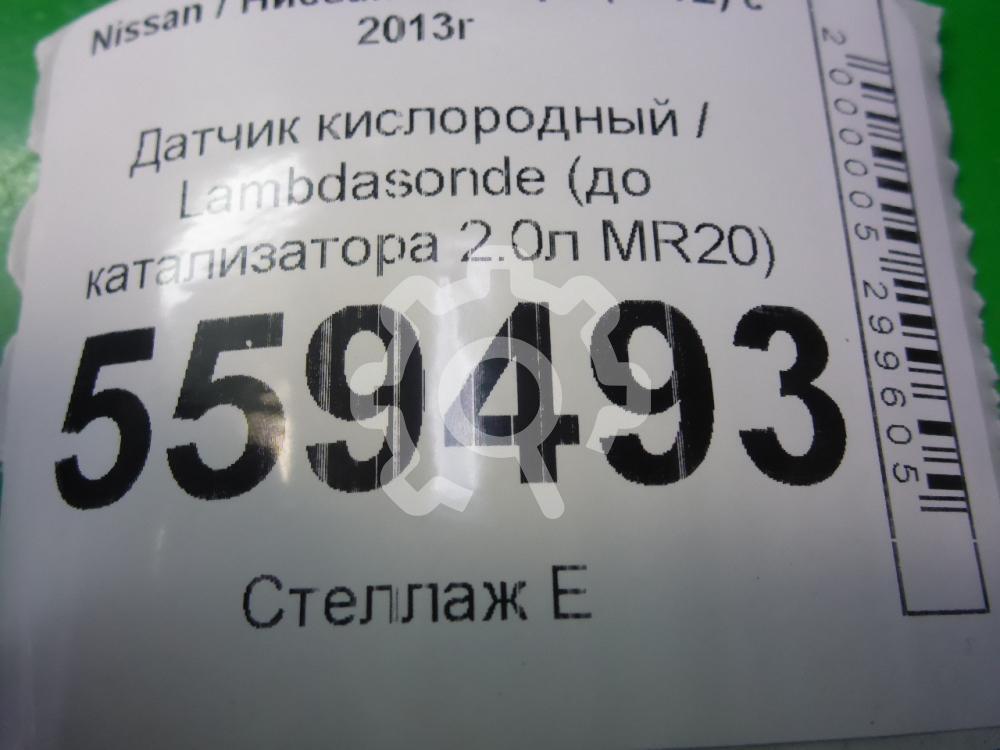 Nissan /
2013г
Датчик кислородный /
Lambdasonde (до
катализатора 2.0л MR20)
559493
Стеллаж Е
2000005299605